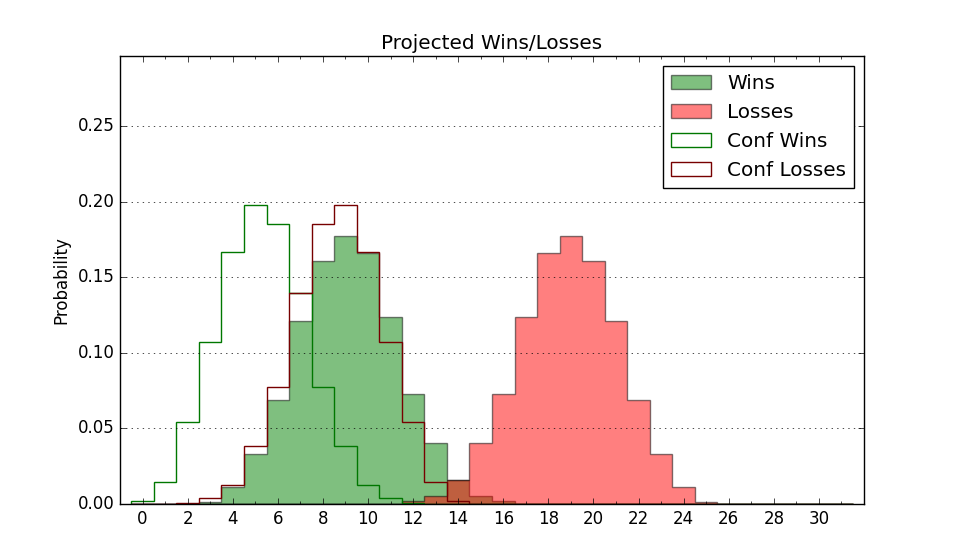 Projected Wins/Losses
Wins
Losses
Conf Wins
Conf Losses
Probability
0.25
0.20
0.15
0.10
0.05
0.00
0 2 4 6 8 10 12 14 16 18 20 22 24 26 28 30